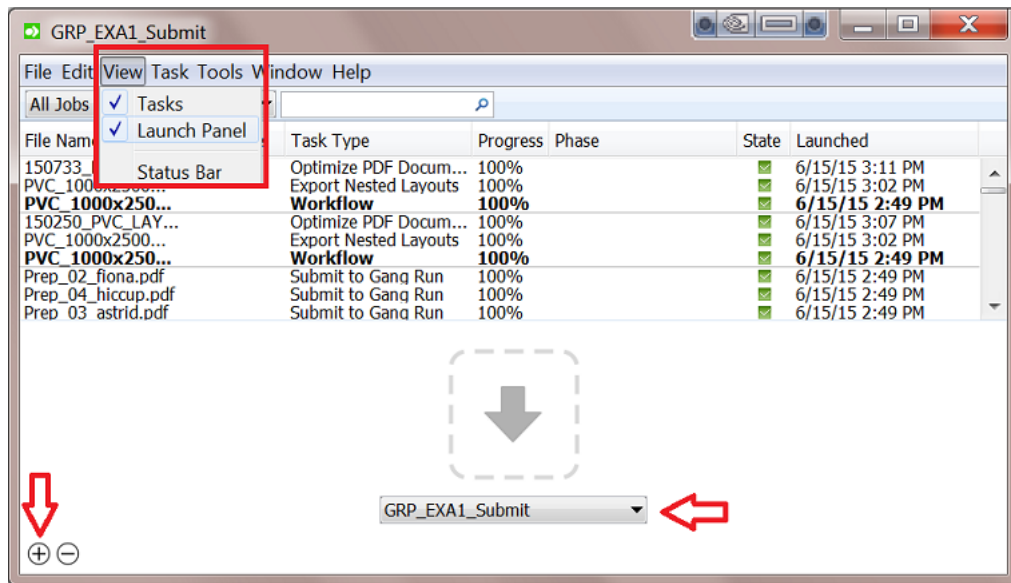 GRP_EXA1_Submit
File Edit View Task Tools Window Help
All Jobs
Tasks
Launch Panel
Status Bar
File Name Task Type Progress Phase State Launched
150733_ Optimize PDF Docum... 100% 6/15/15 3:11 PM
PVC_1000x2500... Export Nested Layouts 100% 6/15/15 3:02 PM
PVC_1000x250... Workflow 100% 6/15/15 2:49 PM
150250_PVC_LAY... Optimize PDF Docum... 100% 6/15/15 3:07 PM
PVC_1000x2500... Export Nested Layouts 100% 6/15/15 3:02 PM
PVC_1000x250... Workflow 100% 6/15/15 2:49 PM
Prep_02_fiona.pdf Submit to Gang Run 100% 6/15/15 2:49 PM
Prep_04_hiccup.pdf Submit to Gang Run 100% 6/15/15 2:49 PM
Prep_03_astrid.pdf Submit to Gang Run 100% 6/15/15 2:49 PM
GRP_EXA1_Submit